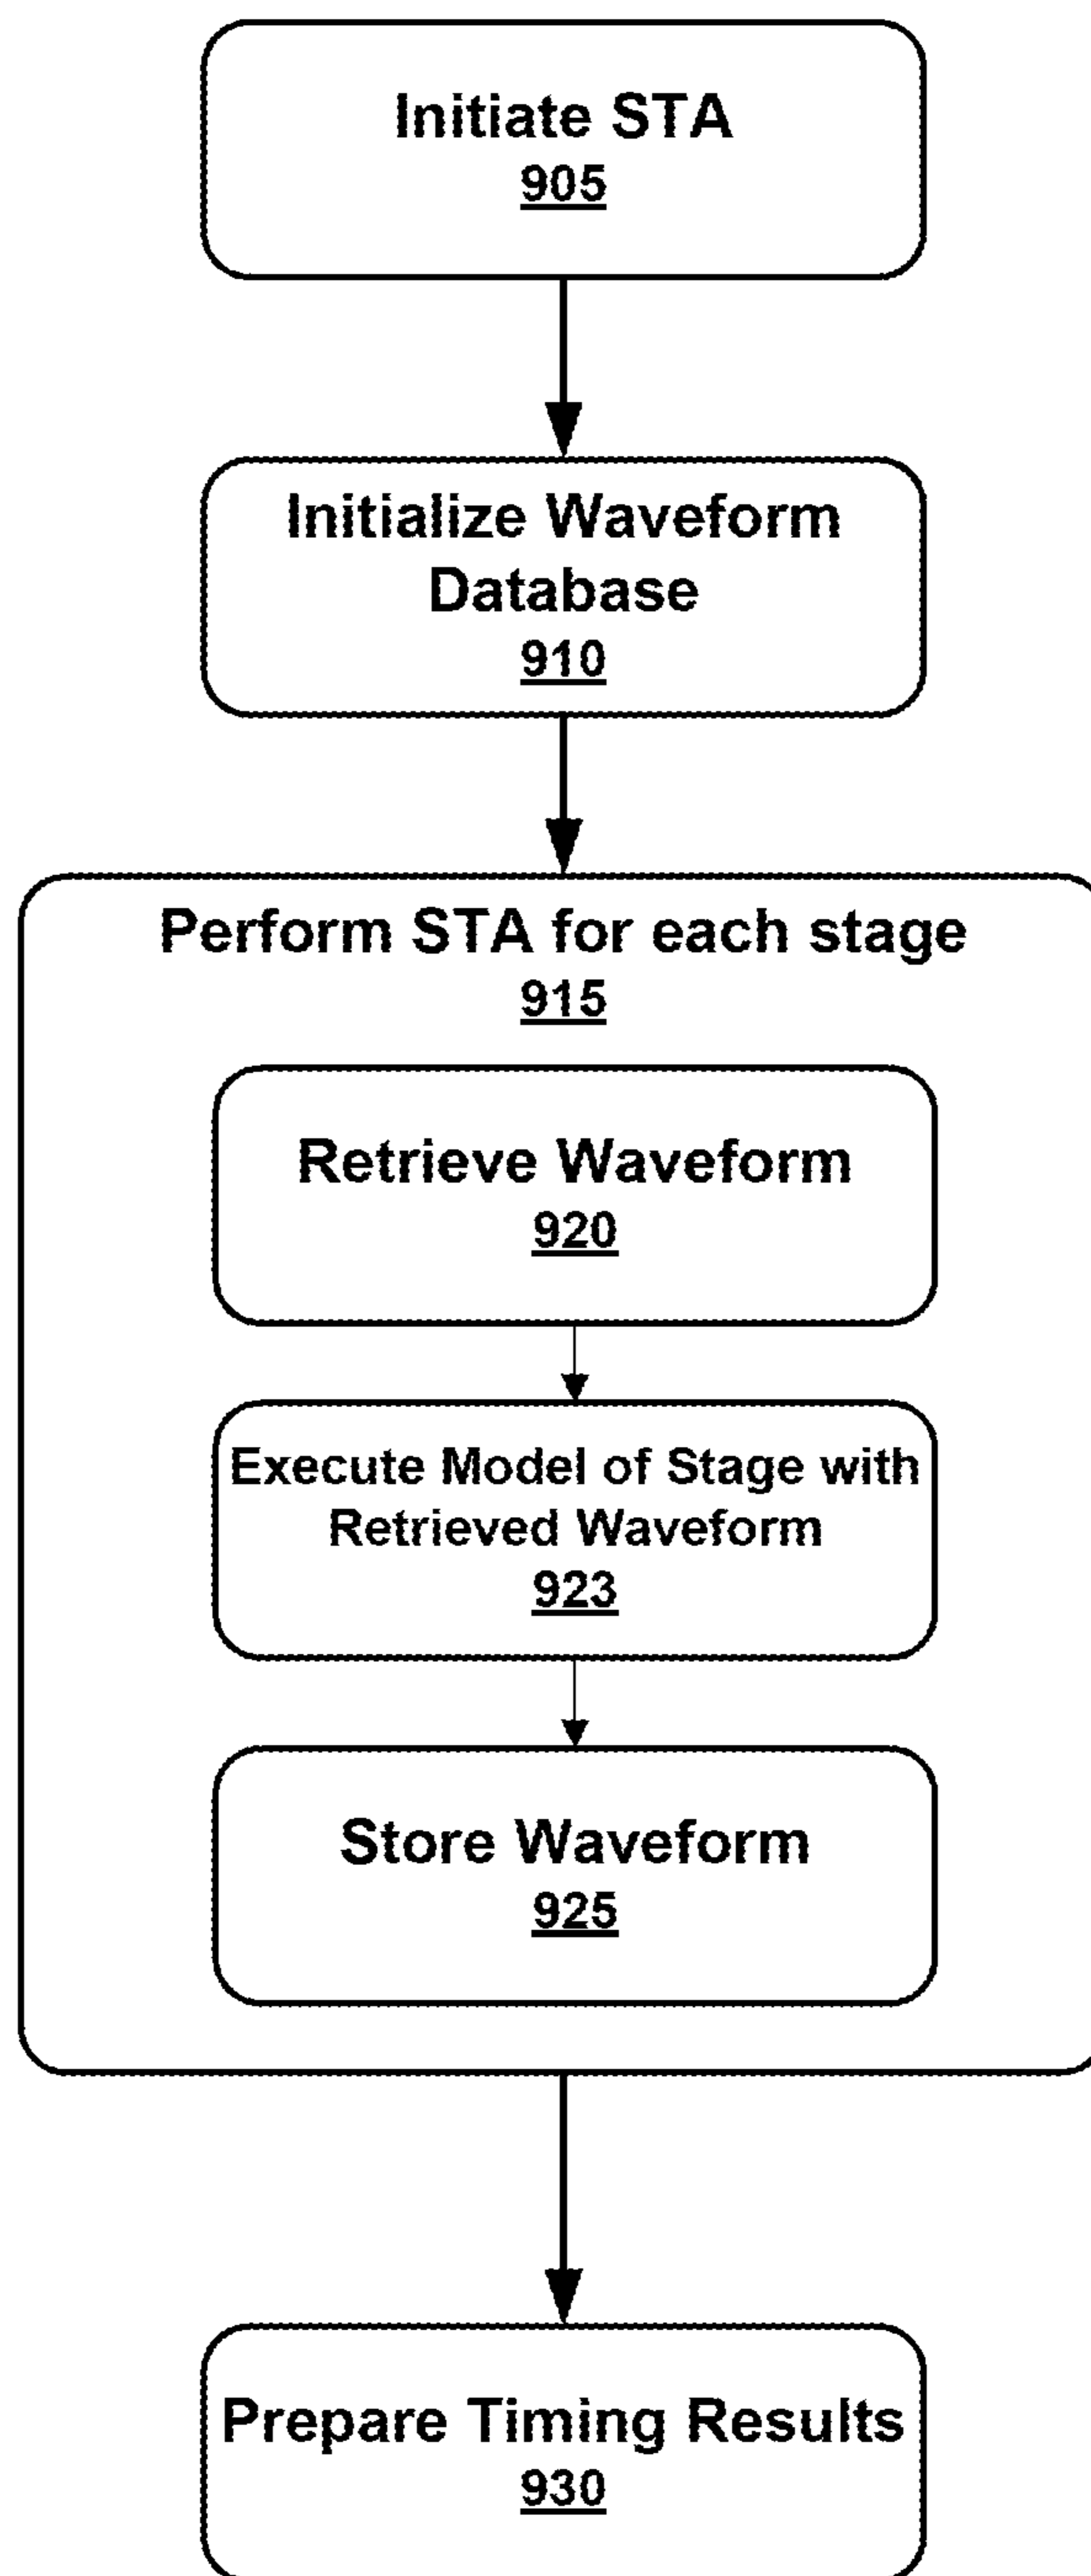 Initiate STA
905
Initialize Waveform
Database
910
Perform STA for each stage
915
Retrieve Waveform
920
Execute Model of Stage with
Retrieved Waveform
923
Store Waveform
925
Prepare Timing Results
930